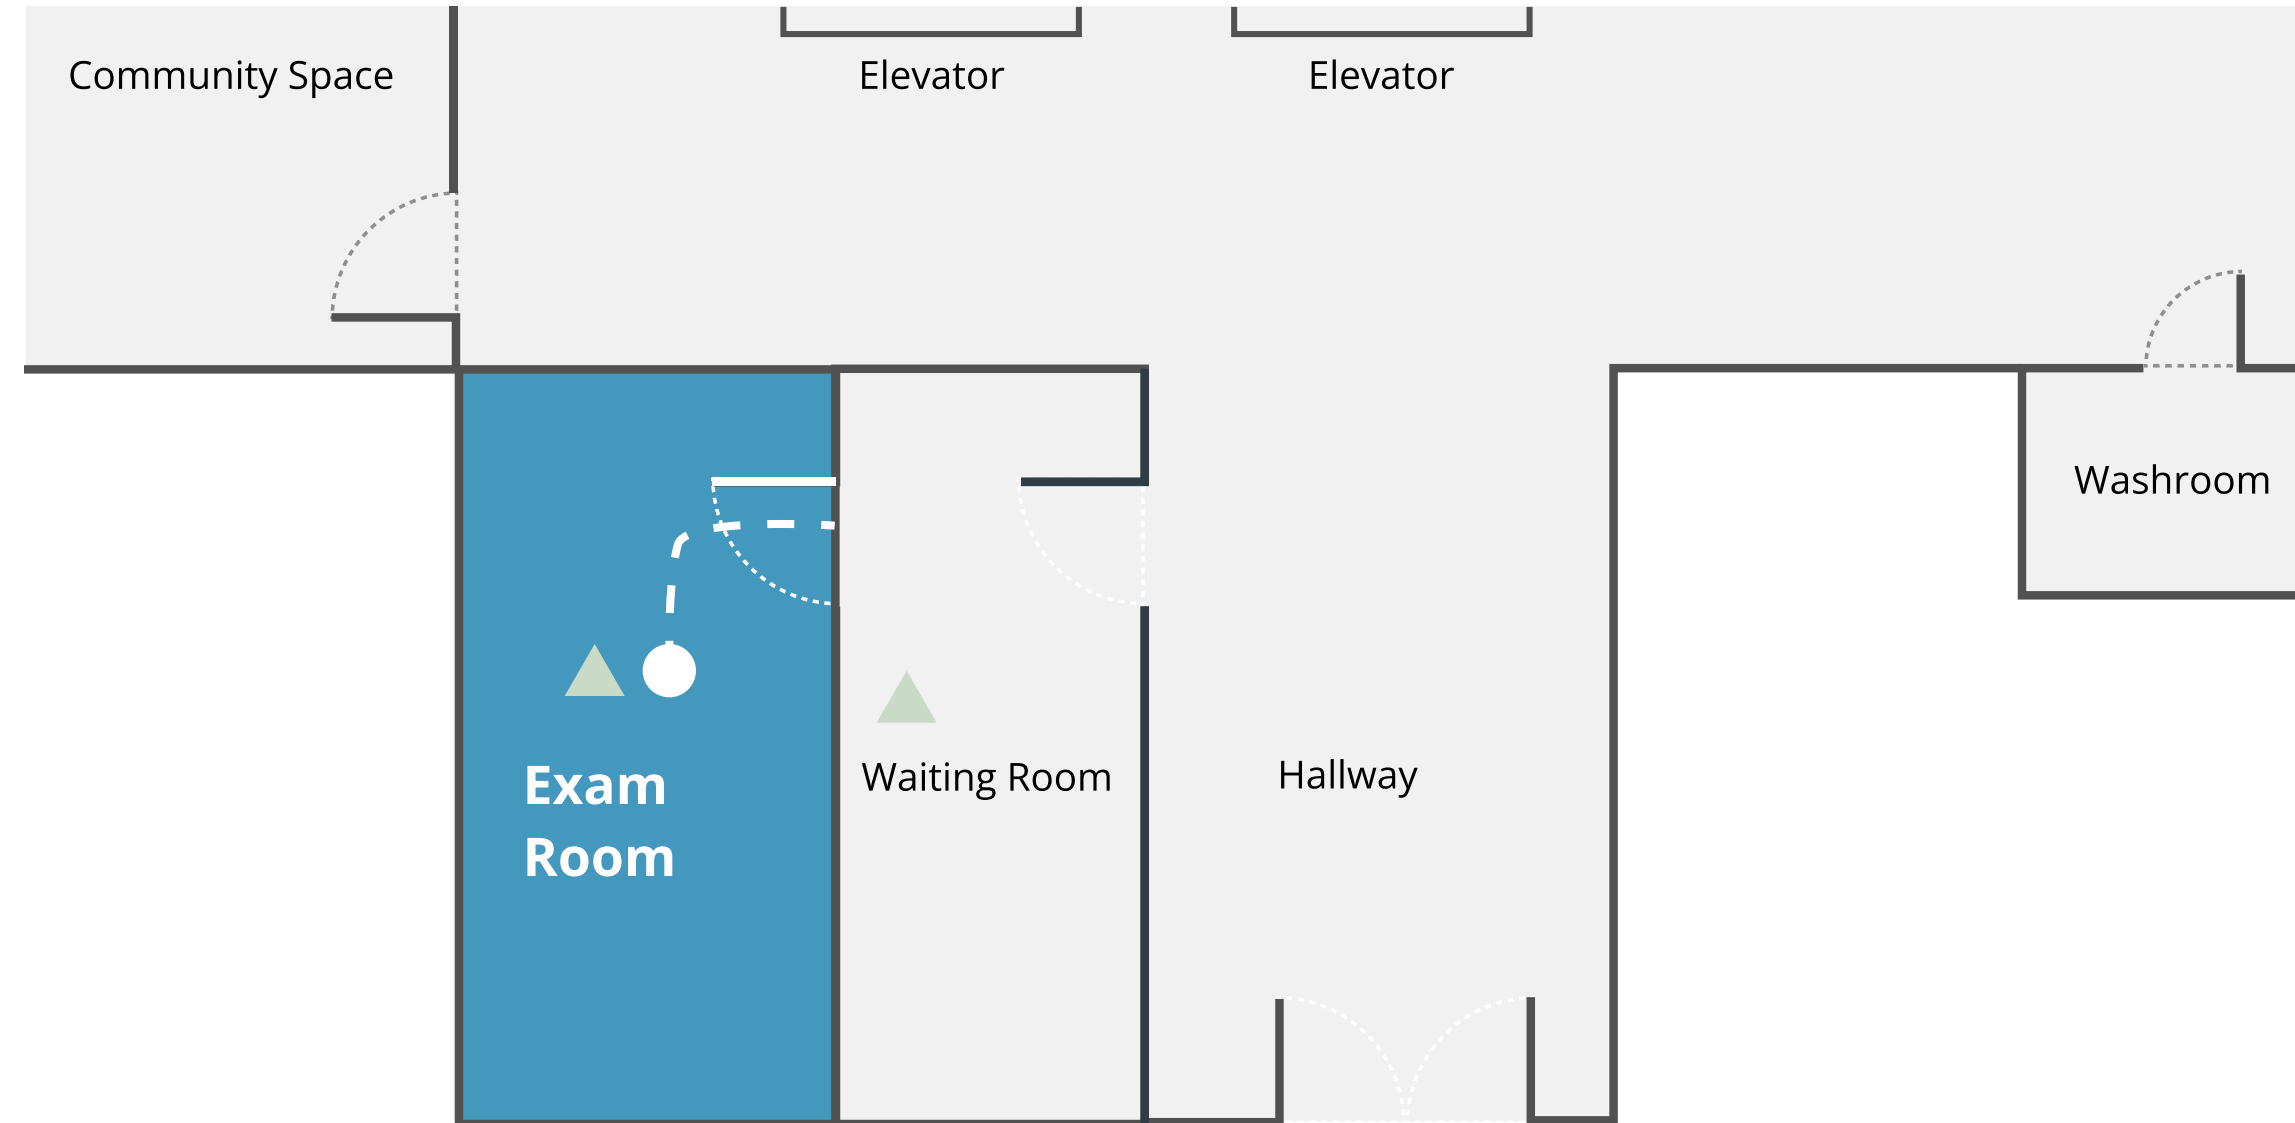 Community Space
Elevator
Elevator
Washroom
Exam
Room
Waiting Room
Hallway